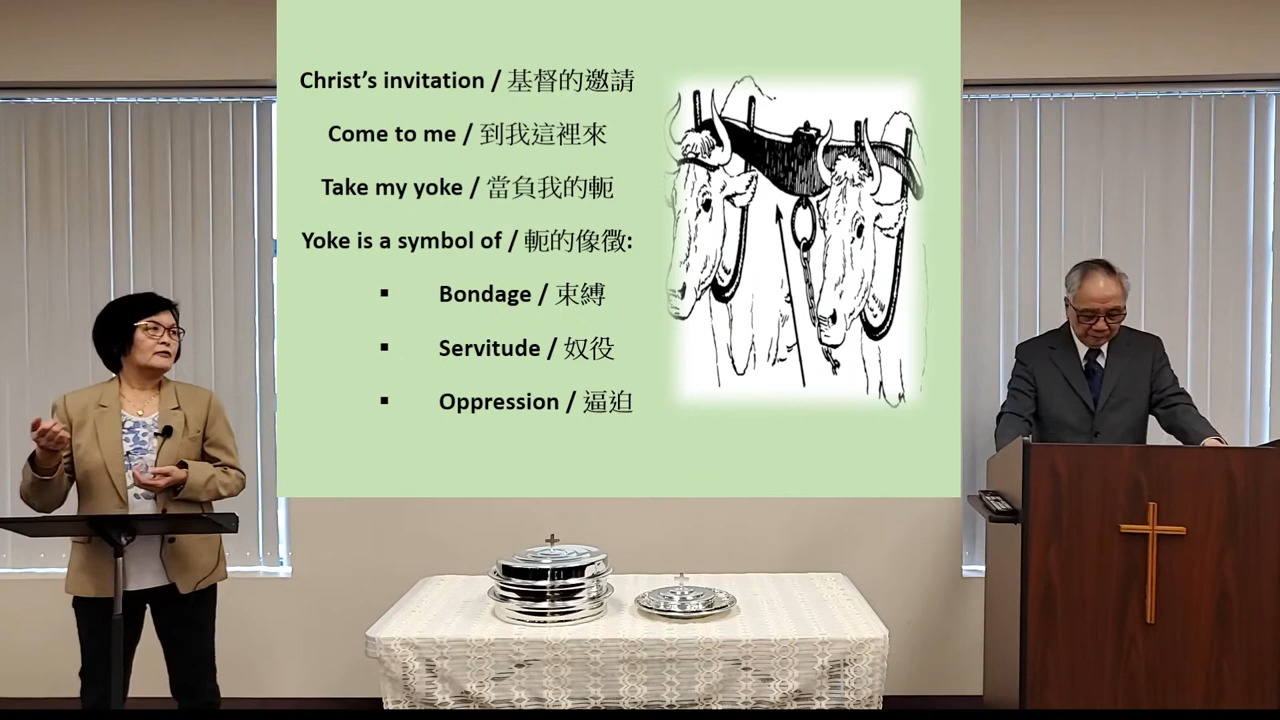 Christ's invitation / 基督的邀請
Come to me / 到我這裡來
Take my yoke / 當負我的軛
Yoke is a symbol of / 軛的像徵:
▪ Bondage / 束縛
▪ Servitude / 奴役
▪ Oppression / 逼迫